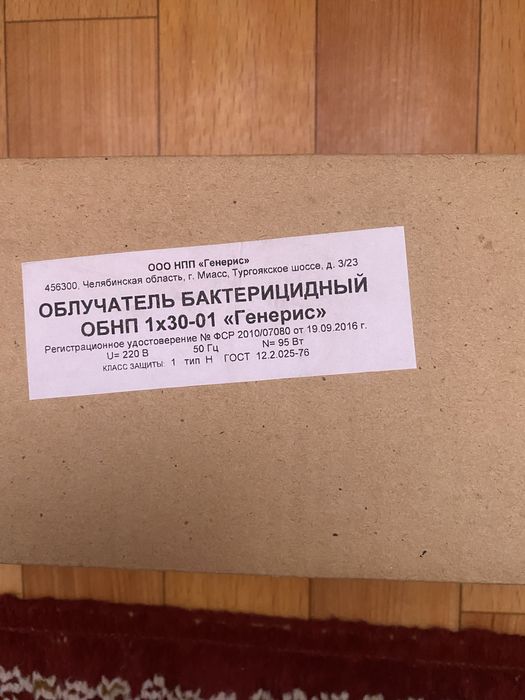 ООО НПП «Генерис»
456300. Челябинская область, г. Миасс, Тургоякское шоссе, д. 3/23
ОБЛУЧАТЕЛЬ БАКТЕРИЦИДНЫЙ
ОБНП 1х30-01 «Генерис»
Регистрационное удостоверение № ФСР 2010/07080 от 19.09.2016 г.
U= 220 В 50 Гц N= 95 Вт
КЛАСС ЗАЩИТЫ: 1 тип Н ГОСТ 12.2.025-76